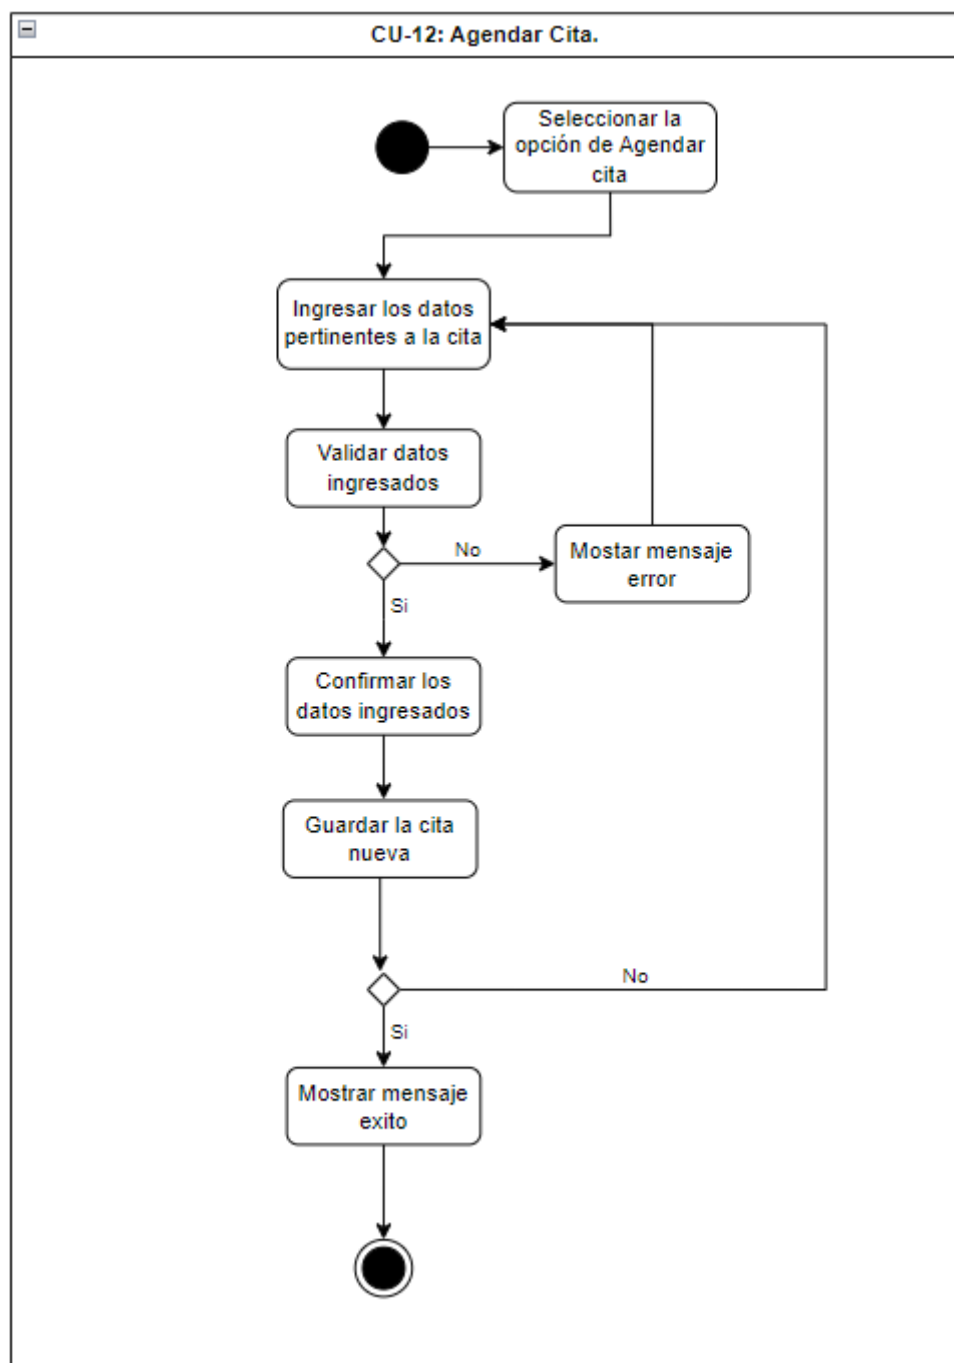 CU-12: Agendar Cita.
Seleccionar la
opción de Agendar
cita
Ingresar los datos
pertinentes a la cita
Validar datos
ingresados
No
Mostar mensaje
error
Si
Confirmar los
datos ingresados
Guardar la cita
nueva
No
Si
Mostrar mensaje
exito